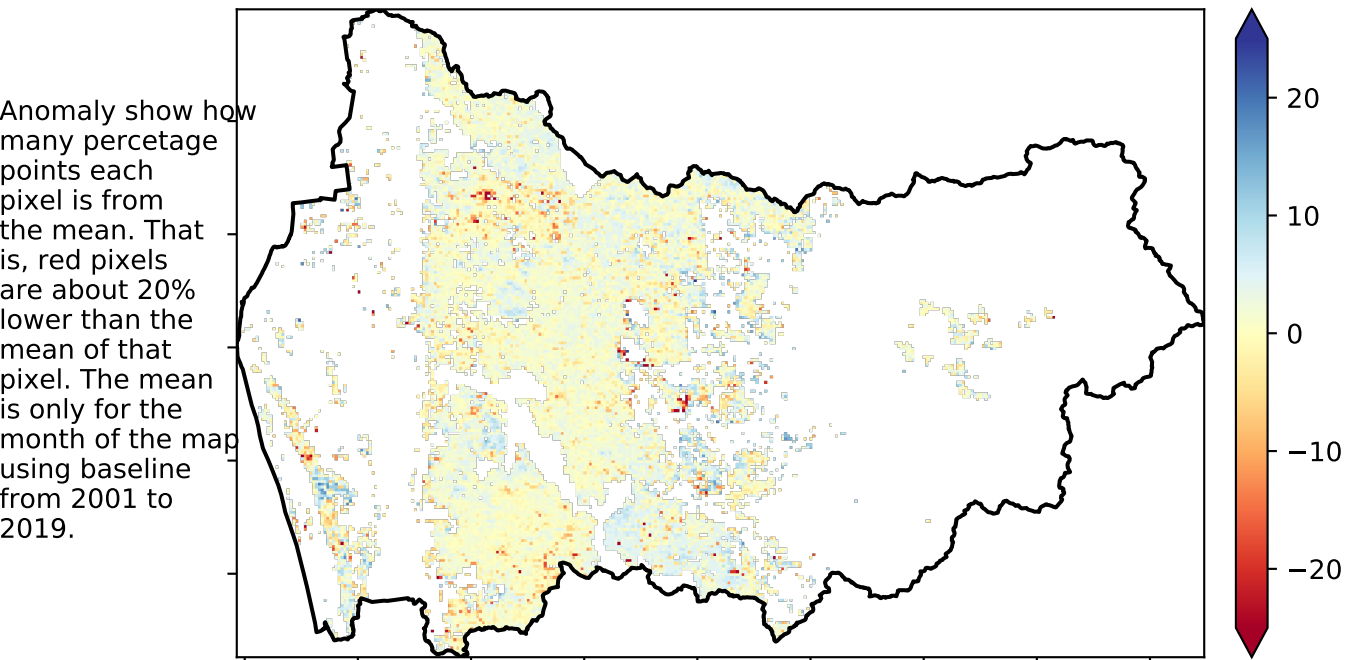 Anomaly show how
many percetage
points each
pixel is from
the mean. That
is, red pixels
are about 20%
lower than the
mean of that
pixel. The mean
is only for the
month of the map
using baseline
from 2001 to
2019.
20
10
0
−10
−20